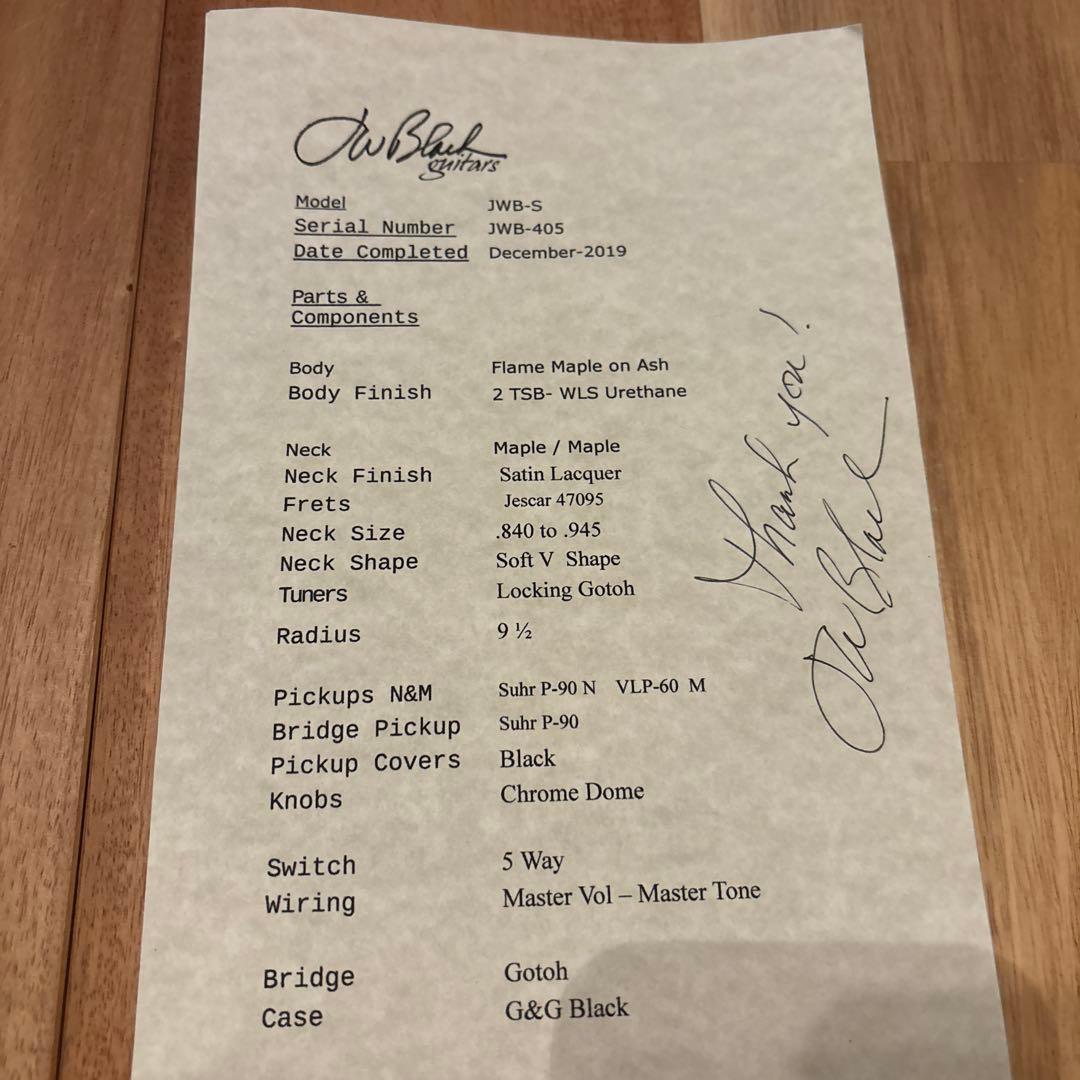 JW Black
guitars
Model JWB-S
Serial Number JWB-405
Date Completed December-2019
Parts &
Components
Body Flame Maple on Ash
Body Finish 2 TSB- WLS Urethane
Neck Maple / Maple
Neck Finish Satin Lacquer
Frets Jescar 47095
Neck Size .840 to .945
Neck Shape Soft V Shape
Tuners Locking Gotoh
Radius 9 ½
Pickups N&M Suhr P-90 N VLP-60 M
Bridge Pickup Suhr P-90
Pickup Covers Black
Knobs Chrome Dome
Switch 5 Way
Wiring Master Vol – Master Tone
Bridge Gotoh
Case G&G Black
Thank you!
JW Black